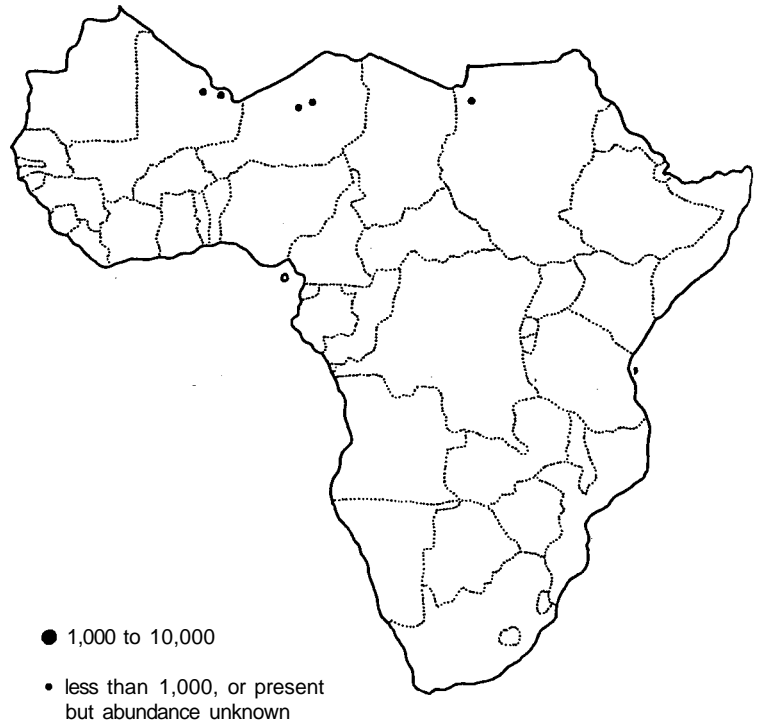 1,000 to 10,000
less than 1,000, or present
but abundance unknown